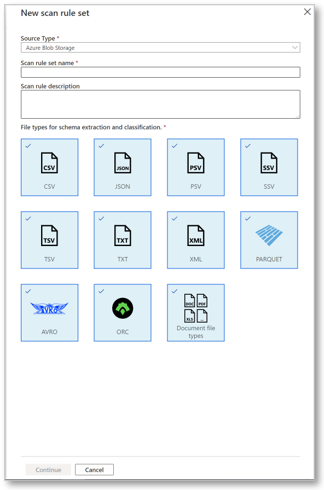 New scan rule set
Source Type *
Azure Blob Storage
Scan rule set name *
Scan rule description
File types for schema extraction and classification. *
CSV
JSON
PSV
SSV
CSV
JSON
PSV
SSV
TSV
TXT
XML
TSV
TXT
XML
PARQUET
AVRO
DOC
PDF
XLS
...
AVRO
ORC
Document file
types
Continue
Cancel